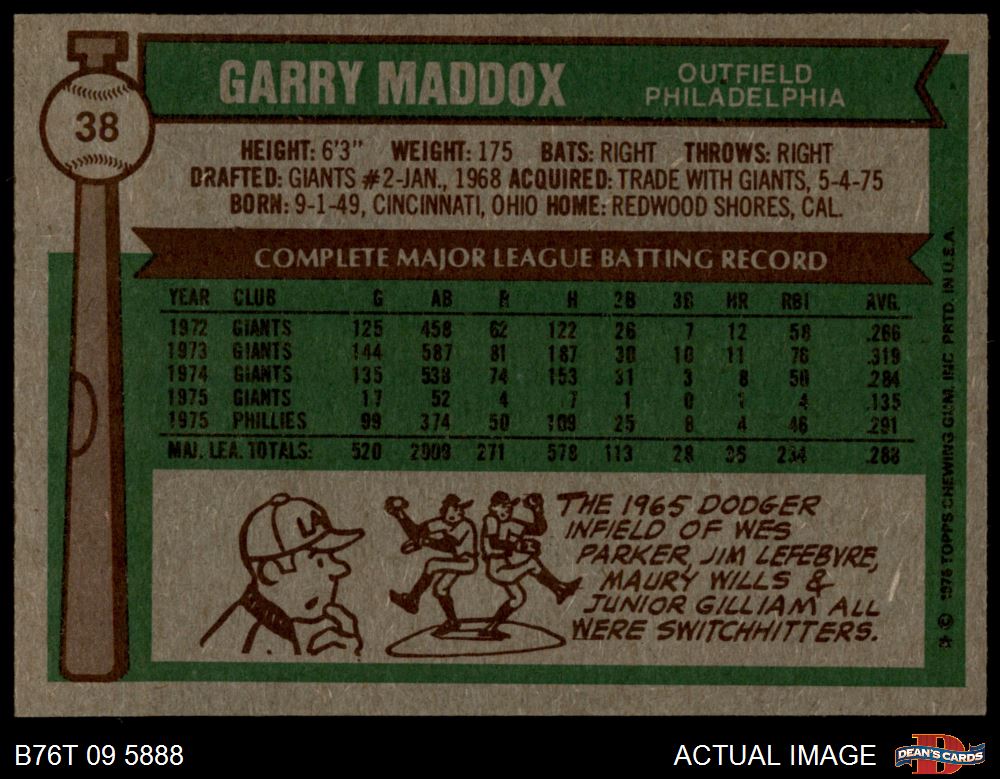 38
GARRY MADDOX
OUTFIELD
PHILADELPHIA
HEIGHT: 6'3" WEIGHT: 175 BATS: RIGHT THROWS: RIGHT
DRAFTED: GIANTS #2-JAN., 1968 ACQUIRED: TRADE WITH GIANTS, 5-4-75
BORN: 9-1-49, CINCINNATI, OHIO HOME: REDWOOD SHORES, CAL.
COMPLETE MAJOR LEAGUE BATTING RECORD
YEAR CLUB G AB R H 2B 3B HR RBI AVG.
1972 GIANTS 125 458 62 122 26 7 12 58 .266
1973 GIANTS 144 587 81 187 30 10 11 76 .319
1974 GIANTS 135 538 74 153 31 3 8 50 .284
1975 GIANTS 17 52 4 7 1 0 1 4 .135
1975 PHILLIES 99 374 50 109 25 8 4 46 .291
MAJ. LEA. TOTALS: 520 2009 271 578 113 28 36 234 .288
LA
THE 1965 DODGER
INFIELD OF WES
PARKER, JIM LEFEBVRE,
MAURY WILLS &
JUNIOR GILLIAM ALL
WERE SWITCHHITTERS.
* © 1976 TOPPS CHEWING GUM, INC. PRTD. IN U.S.A.
B76T 09 5888
ACTUAL IMAGE
D
DEAN'S CARDS